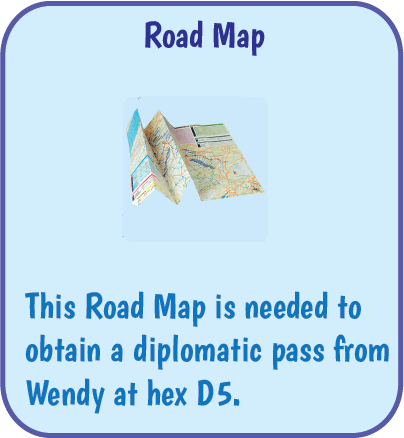 Road Map
This Road Map is needed to
obtain a diplomatic pass from
Wendy at hex D5.